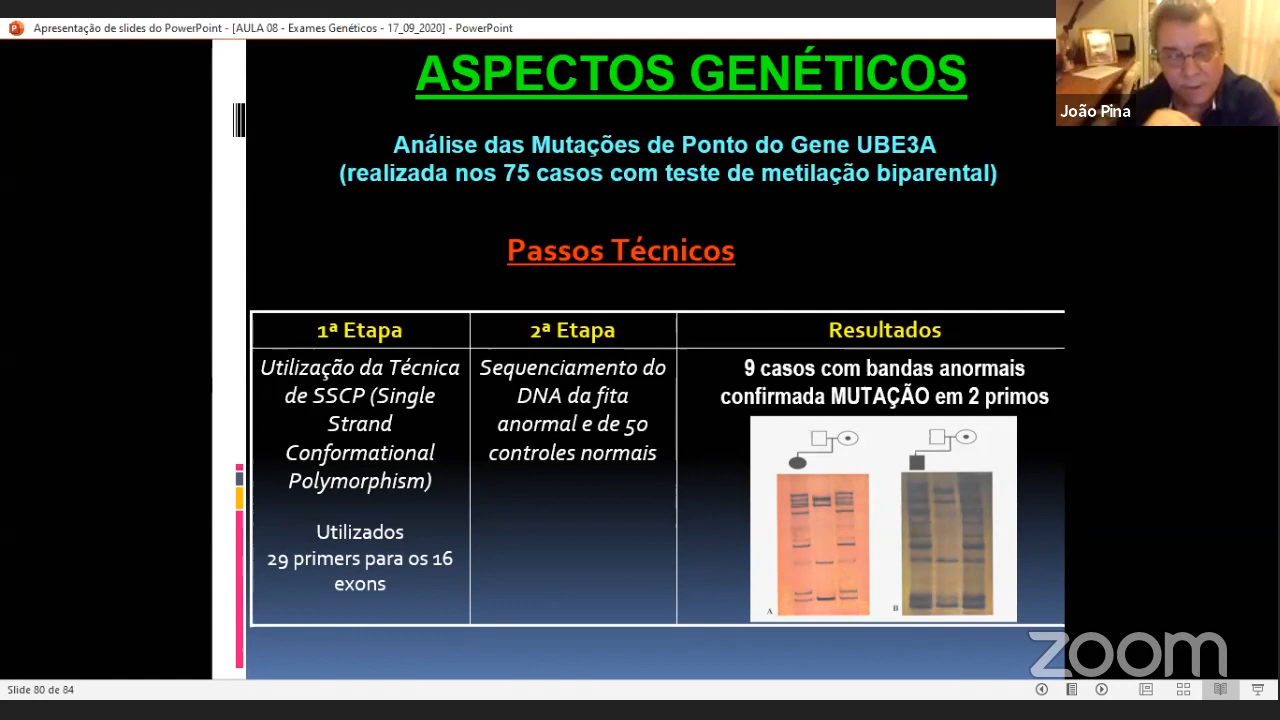 Apresentação de slides do PowerPoint - [AULA 08 - Exames Genéticos - 17_09_2020] - PowerPoint
ASPECTOS GENÉTICOS
João Pina
Análise das Mutações de Ponto do Gene UBE3A
(realizada nos 75 casos com teste de metilação biparental)
Passos Técnicos
1ª Etapa
Utilização da Técnica
de SSCP (Single
Strand
Conformational
Polymorphism)
Utilizados
29 primers para os 16
exons
2ª Etapa
Sequenciamento do
DNA da fita
anormal e de 50
controles normais
Resultados
9 casos com bandas anormais
confirmada MUTAÇÃO em 2 primos
A
B
zoom
Slide 80 de 84